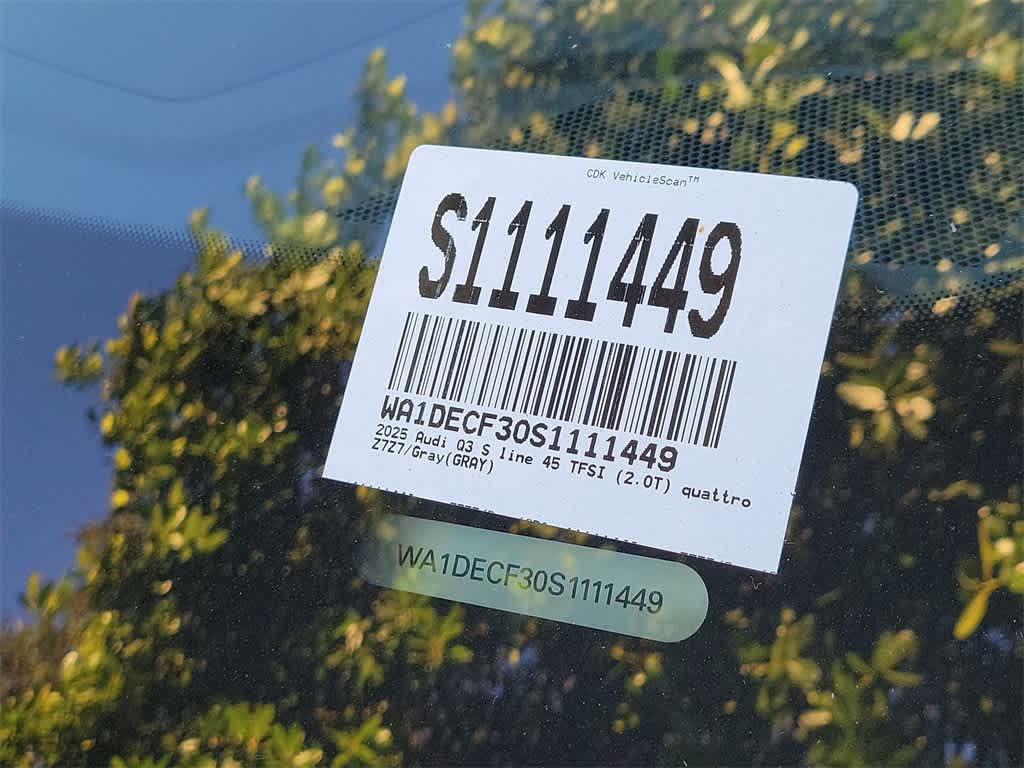 CDK VehicleScan™
S1111449
WA1DECF30S1111449
2025 Audi Q3 S line 45 TFSI (2.0T) quattro
Z7Z7/Gray(GRAY)
WA1DECF30S1111449